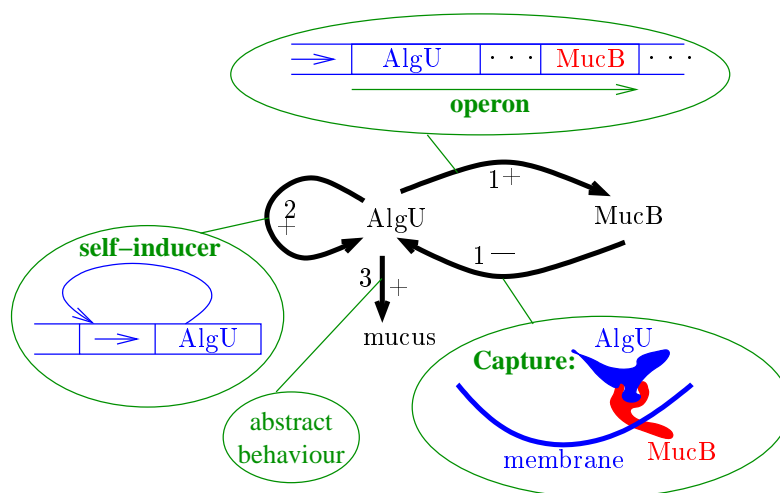 AlgU · · · MucB · · ·
operon
1+
2
+
AlgU
MucB
self-inducer
1−
3 +
AlgU
mucus
AlgU
Capture:
abstract
behaviour
membrane
MucB